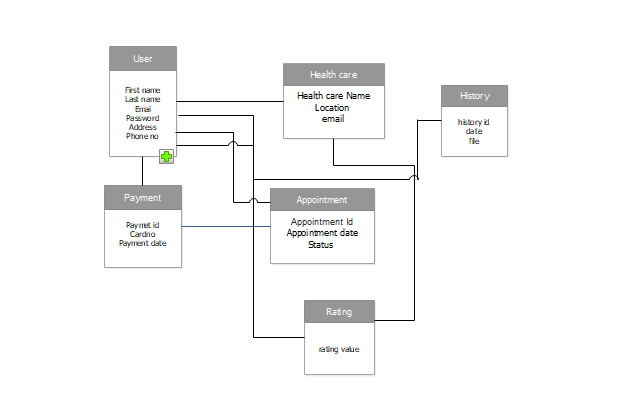 User
First name
Last name
Emai
Password
Address
Phone no
Health care
Health care Name
Location
email
History
history id
date
file
Payment
Paymet id
Cardno
Payment date
Appointment
Appointment Id
Appointment date
Status
Rating
rating value